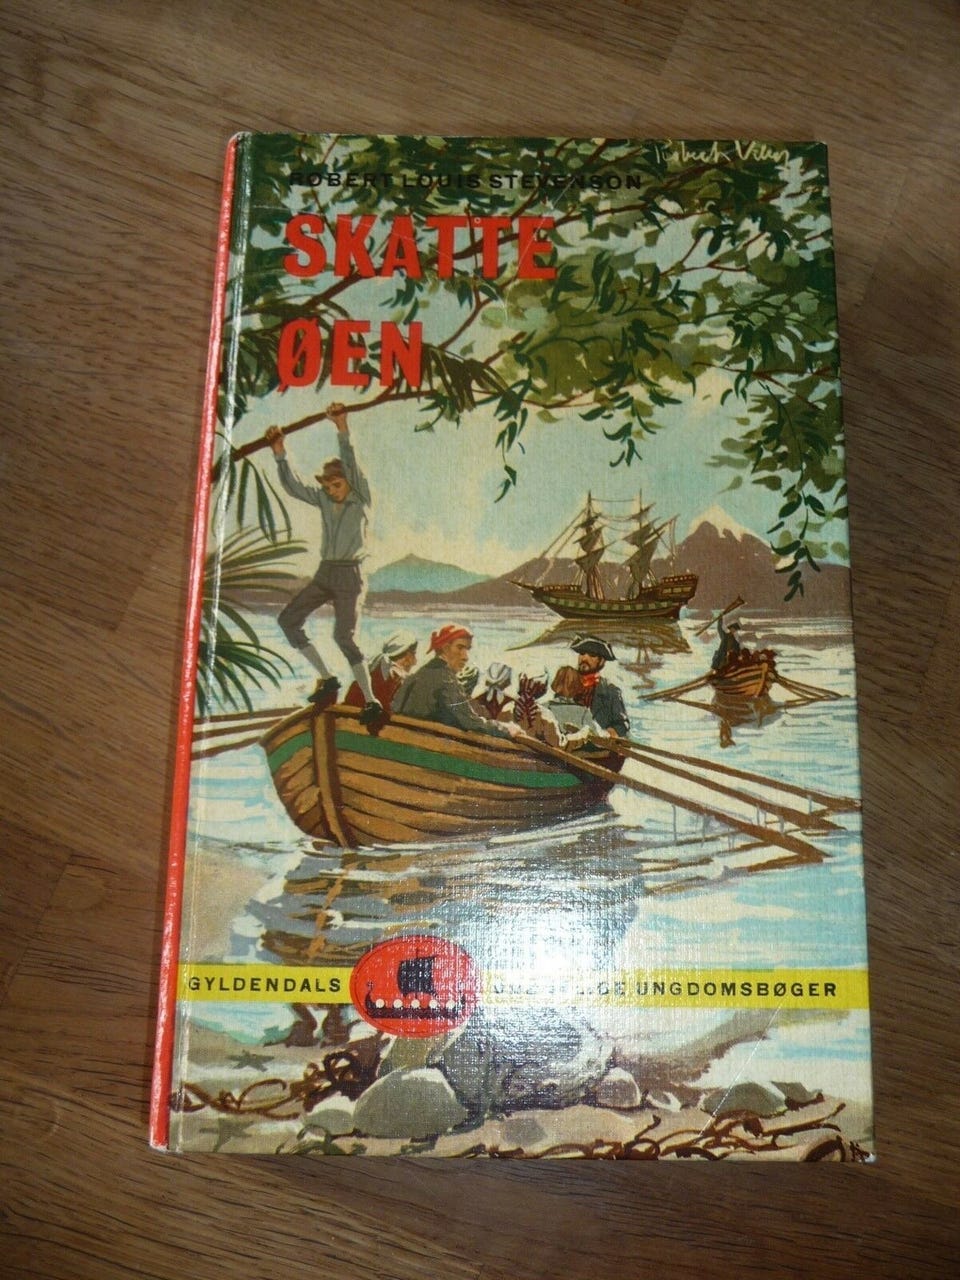 ROBERT LOUIS STEVENSON
SKATTE
ØEN
GYLDENDALS UNGDOMSBØGER